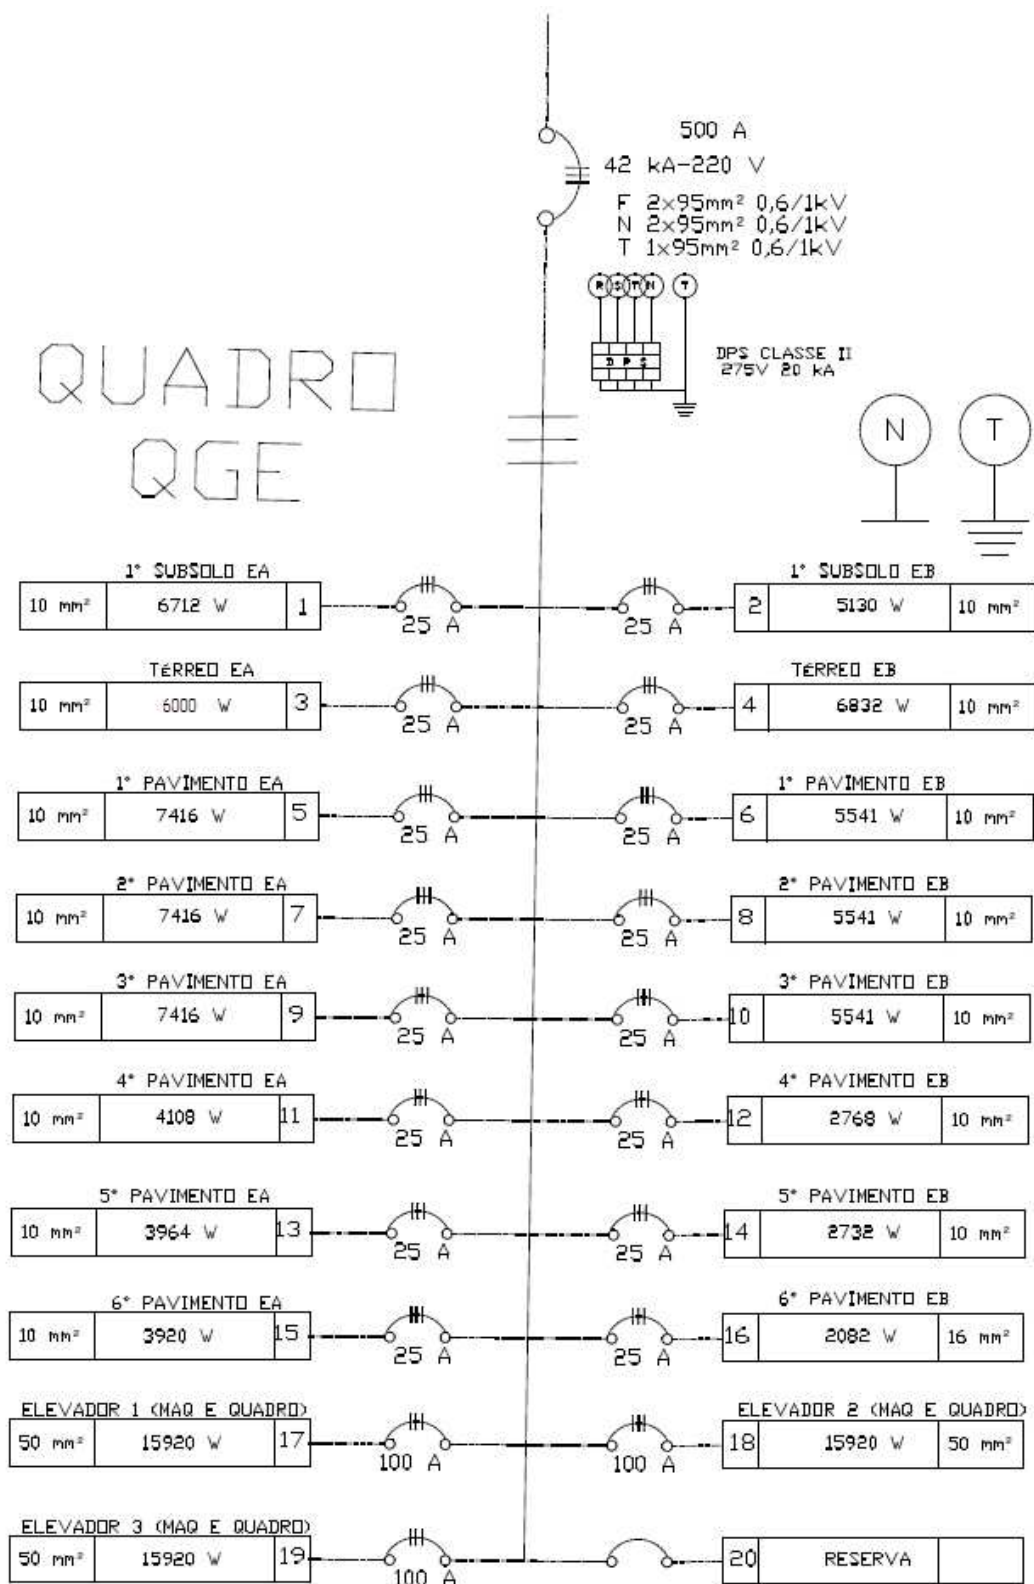 500 A
42 kA-220 V
F 2x95mm² 0,6/1kV
N 2x95mm² 0,6/1kV
T 1x95mm² 0,6/1kV
R S T N T
D P S
DPS CLASSE II
275V 20 kA
QUADRO
QGE
N T
1° SUBSOLO EA 1° SUBSOLO EB
10 mm² 6712 W 1 25 A 25 A 2 5130 W 10 mm²
TÉRREO EA TÉRREO EB
10 mm² 6000 W 3 25 A 25 A 4 6832 W 10 mm²
1° PAVIMENTO EA 1° PAVIMENTO EB
10 mm² 7416 W 5 25 A 25 A 6 5541 W 10 mm²
2° PAVIMENTO EA 2° PAVIMENTO EB
10 mm² 7416 W 7 25 A 25 A 8 5541 W 10 mm²
3° PAVIMENTO EA 3° PAVIMENTO EB
10 mm² 7416 W 9 25 A 25 A 10 5541 W 10 mm²
4° PAVIMENTO EA 4° PAVIMENTO EB
10 mm² 4108 W 11 25 A 25 A 12 2768 W 10 mm²
5° PAVIMENTO EA 5° PAVIMENTO EB
10 mm² 3964 W 13 25 A 25 A 14 2732 W 10 mm²
6° PAVIMENTO EA 6° PAVIMENTO EB
10 mm² 3920 W 15 25 A 25 A 16 2082 W 16 mm²
ELEVADOR 1 (MAQ E QUADRO) ELEVADOR 2 (MAQ E QUADRO)
50 mm² 15920 W 17 100 A 100 A 18 15920 W 50 mm²
ELEVADOR 3 (MAQ E QUADRO)
50 mm² 15920 W 19 100 A 20 RESERVA